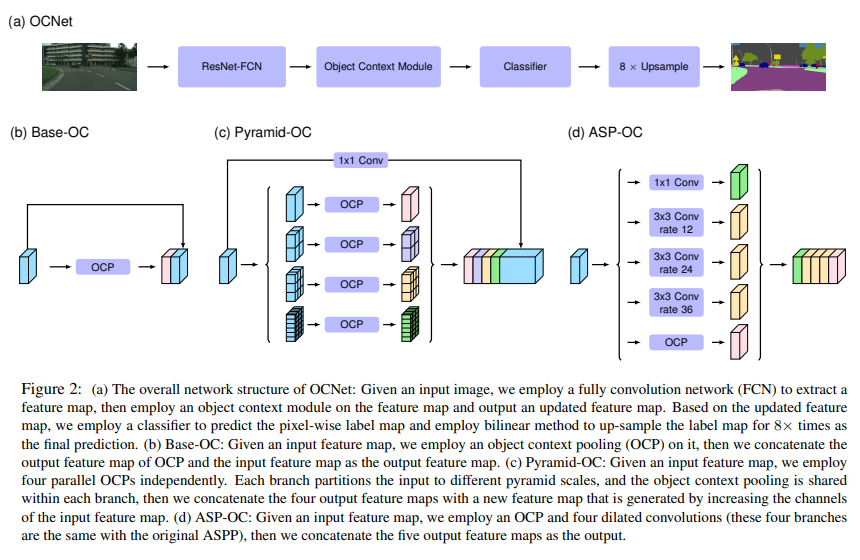 (a) OCNet
ResNet-FCN
Object Context Module
Classifier
8 × Upsample
(b) Base-OC
OCP
(c) Pyramid-OC
1x1 Conv
OCP
OCP
OCP
OCP
(d) ASP-OC
1x1 Conv
3x3 Conv
rate 12
3x3 Conv
rate 24
3x3 Conv
rate 36
OCP
Figure 2: (a) The overall network structure of OCNet: Given an input image, we employ a fully convolution network (FCN) to extract a
feature map, then employ an object context module on the feature map and output an updated feature map. Based on the updated feature
map, we employ a classifier to predict the pixel-wise label map and employ bilinear method to up-sample the label map for 8× times as
the final prediction. (b) Base-OC: Given an input feature map, we employ an object context pooling (OCP) on it, then we concatenate the
output feature map of OCP and the input feature map as the output feature map. (c) Pyramid-OC: Given an input feature map, we employ
four parallel OCPs independently. Each branch partitions the input to different pyramid scales, and the object context pooling is shared
within each branch, then we concatenate the four output feature maps with a new feature map that is generated by increasing the channels
of the input feature map. (d) ASP-OC: Given an input feature map, we employ an OCP and four dilated convolutions (these four branches
are the same with the original ASPP), then we concatenate the five output feature maps as the output.